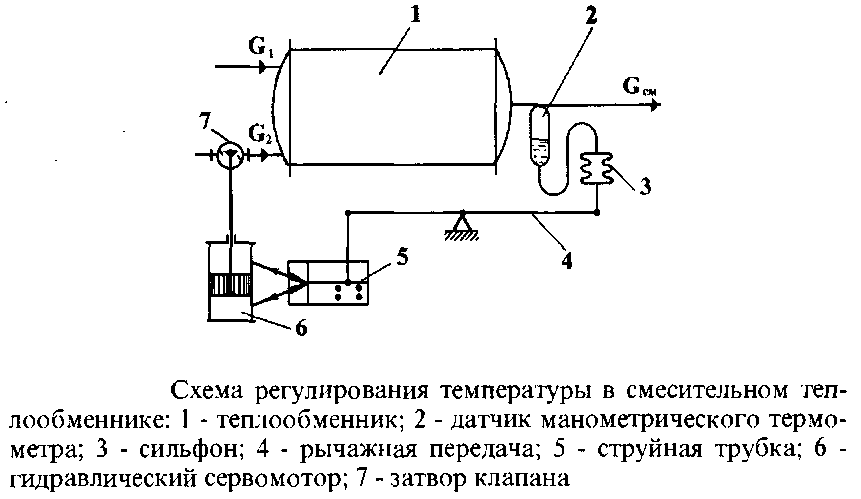 1
2
G₁
Gсм
7
G₂
3
4
5
6
Схема регулирования температуры в смесительном теп-
лообменнике: 1 - теплообменник; 2 - датчик манометрического термо-
метра; 3 - сильфон; 4 - рычажная передача; 5 - струйная трубка; 6 -
гидравлический сервомотор; 7 - затвор клапана